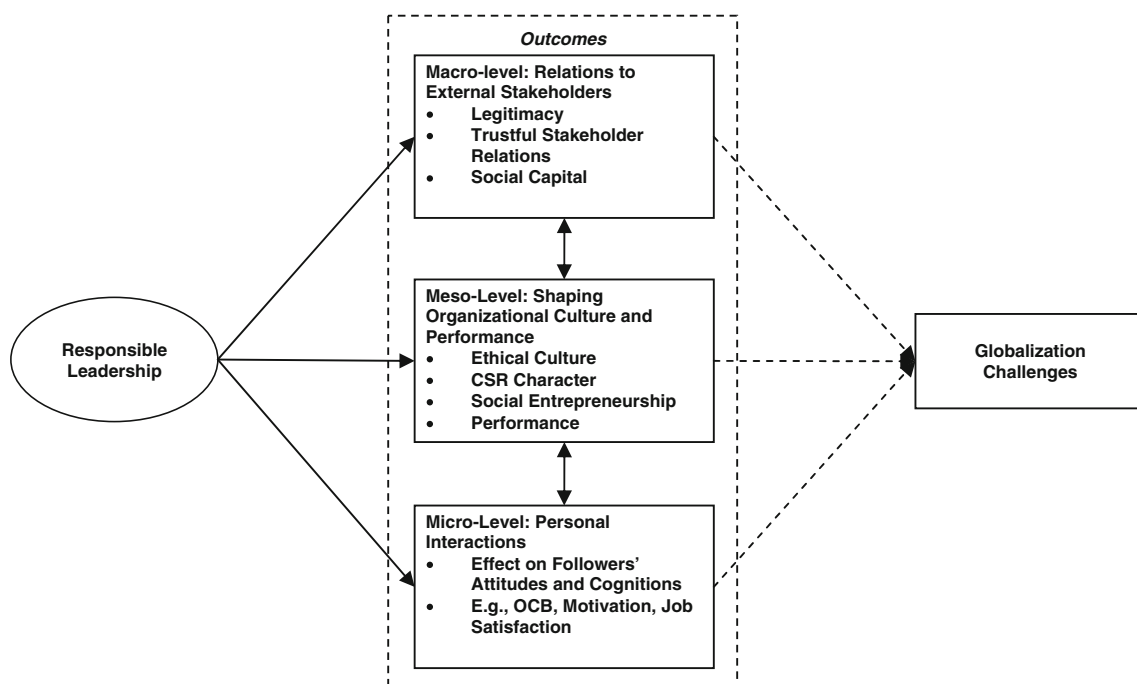 Outcomes
Macro-level: Relations to
External Stakeholders
• Legitimacy
• Trustful Stakeholder
Relations
• Social Capital
Meso-Level: Shaping
Organizational Culture and
Performance
• Ethical Culture
• CSR Character
• Social Entrepreneurship
• Performance
Micro-Level: Personal
Interactions
• Effect on Followers’
Attitudes and Cognitions
• E.g., OCB, Motivation, Job
Satisfaction
Responsible
Leadership
Globalization
Challenges